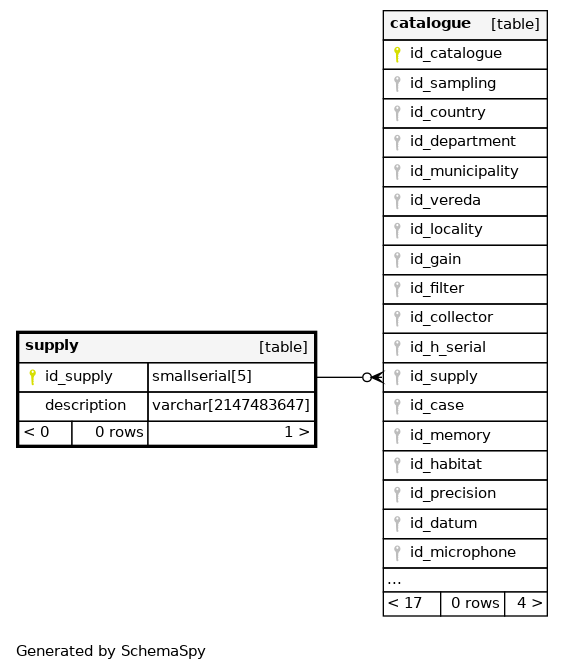 catalogue [table]
id_catalogue
id_sampling
id_country
id_department
id_municipality
id_vereda
id_locality
id_gain
id_filter
id_collector
id_h_serial
id_supply
id_case
id_memory
id_habitat
id_precision
id_datum
id_microphone
...
< 17 0 rows 4 >
supply [table]
id_supply smallserial[5]
description varchar[2147483647]
< 0 0 rows 1 >
Generated by SchemaSpy